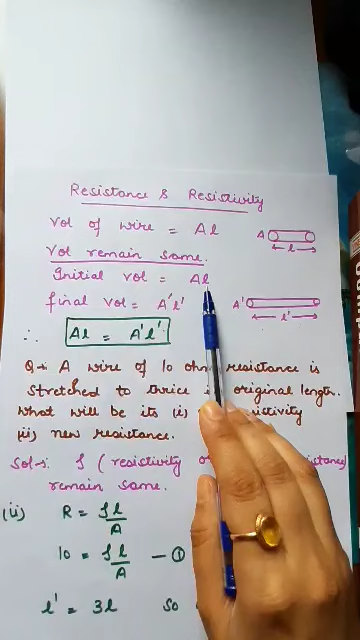 Resistance & Resistivity
Vol of wire = Al
A
l
Vol remain same.
Initial vol = Al
final vol = A'l'
A'
l'
∴ Al = A'l'
Q:- A wire of 10 ohm resistance is
stretched to thrice its original length.
What will be its (i) resistivity
(ii) new resistance.
Sol:- ρ (resistivity resistance)
remain same.
(ii) R = ρl/A
10 = ρl/A — ①
l' = 3l so